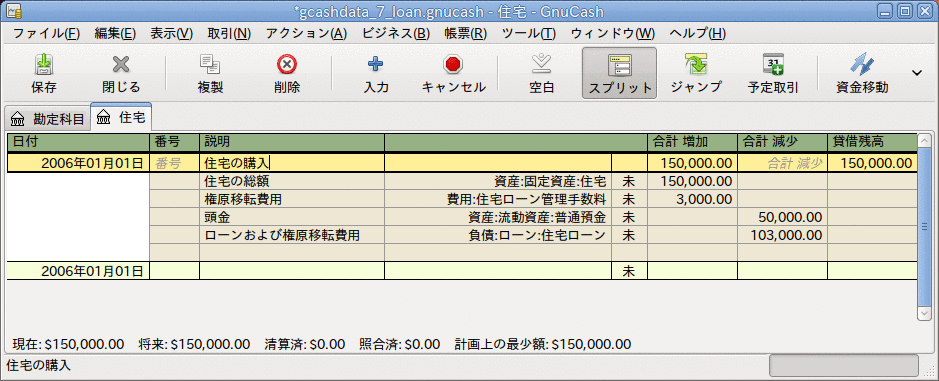 *gcashdata_7_loan.gnucash - 住宅 - GnuCash
ファイル(F) 編集(E) 表示(V) 取引(N) アクション(A) ビジネス(B) 帳票(R) ツール(T) ウィンドウ(W) ヘルプ(H)
保存 閉じる 複製 削除 入力 キャンセル 空白 スプリット ジャンプ 予定取引 資金移動
勘定科目 住宅
日付 番号 説明 合計 増加 合計 減少 貸借残高
2006年01月01日 番号 住宅の購入 150,000.00 合計 減少 150,000.00
住宅の総額 資産:固定資産:住宅 未 150,000.00
権原移転費用 費用:住宅ローン管理手数料 未 3,000.00
頭金 資産:流動資産:普通預金 未 50,000.00
ローンおよび権原移転費用 負債:ローン:住宅ローン 未 103,000.00
2006年01月01日 未
現在: $150,000.00 将来: $150,000.00 清算済: $0.00 照合済: $0.00 計画上の最少額: $150,000.00
住宅の購入